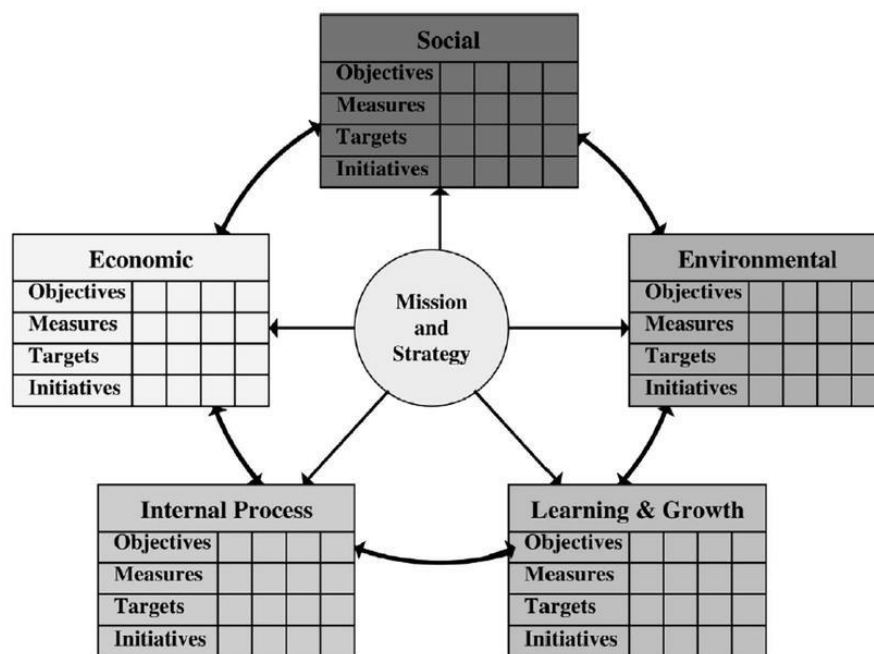 Social
Objectives
Measures
Targets
Initiatives
Economic
Objectives
Measures
Targets
Initiatives
Mission
and
Strategy
Environmental
Objectives
Measures
Targets
Initiatives
Internal Process
Objectives
Measures
Targets
Initiatives
Learning & Growth
Objectives
Measures
Targets
Initiatives